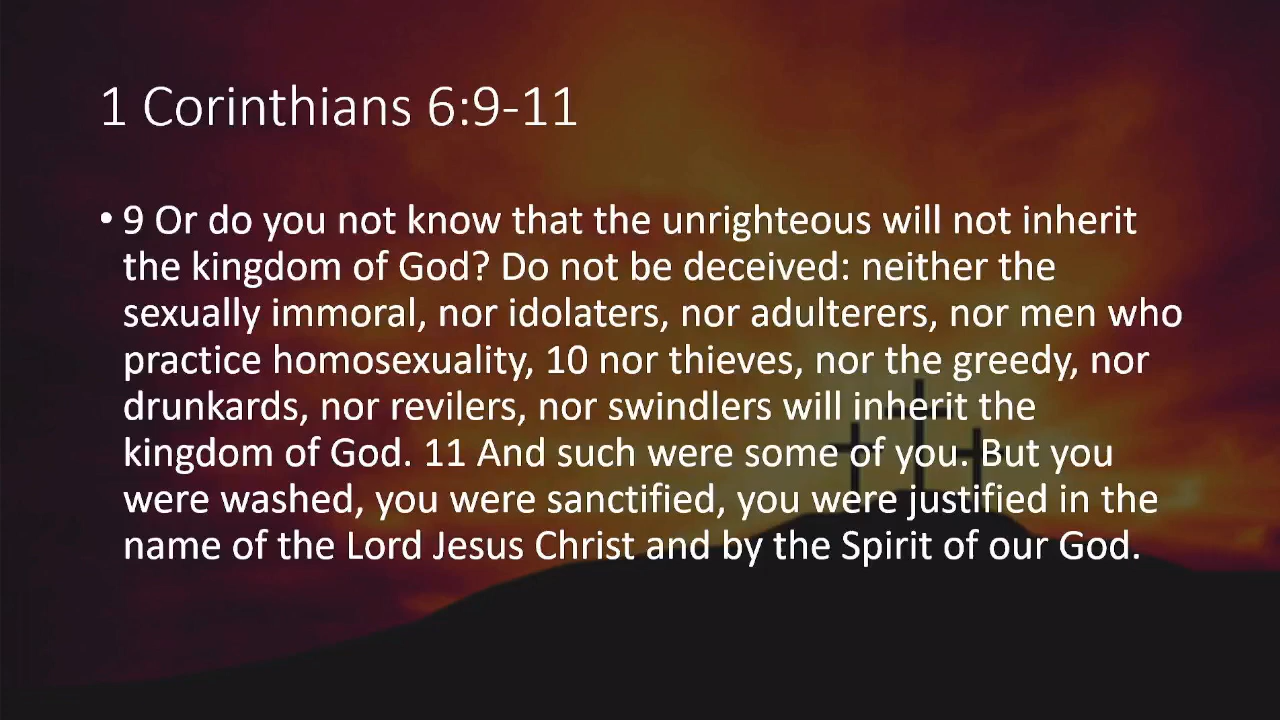 1 Corinthians 6:9-11
• 9 Or do you not know that the unrighteous will not inherit
the kingdom of God? Do not be deceived: neither the
sexually immoral, nor idolaters, nor adulterers, nor men who
practice homosexuality, 10 nor thieves, nor the greedy, nor
drunkards, nor revilers, nor swindlers will inherit the
kingdom of God. 11 And such were some of you. But you
were washed, you were sanctified, you were justified in the
name of the Lord Jesus Christ and by the Spirit of our God.